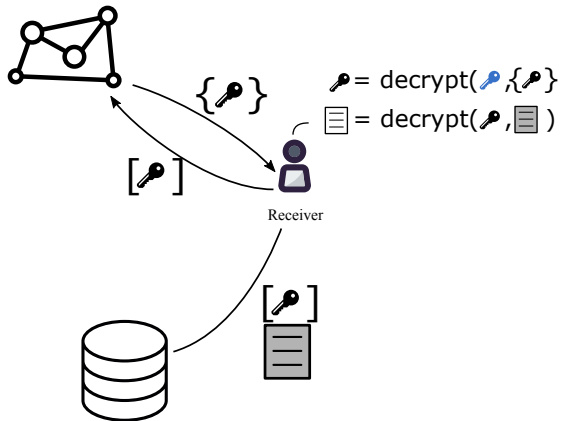 { }
= decrypt( ,{ }
= decrypt( , )
[ ]
Receiver
[ ]